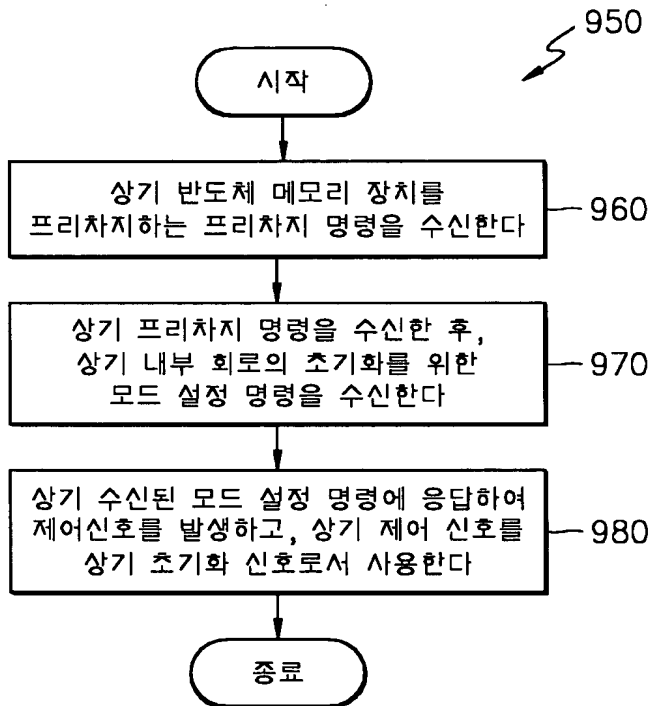 950
시작
상기 반도체 메모리 장치를
프리차지하는 프리차지 명령을 수신한다
960
상기 프리차지 명령을 수신한 후,
상기 내부 회로의 초기화를 위한
모드 설정 명령을 수신한다
970
상기 수신된 모드 설정 명령에 응답하여
제어신호를 발생하고, 상기 제어 신호를
상기 초기화 신호로서 사용한다
980
종료